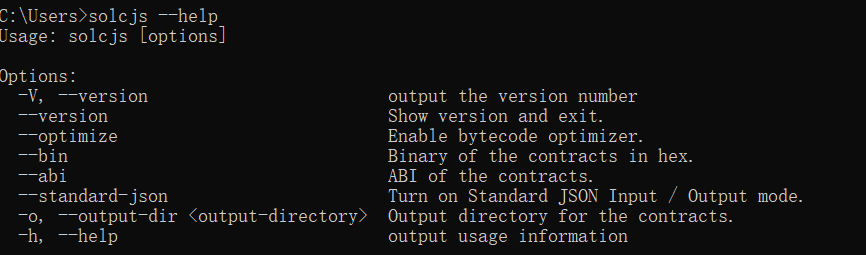 C:\Users>solcjs --help
Usage: solcjs [options]

Options:
  -V, --version                      output the version number
  --version                          Show version and exit.
  --optimize                         Enable bytecode optimizer.
  --bin                              Binary of the contracts in hex.
  --abi                              ABI of the contracts.
  --standard-json                    Turn on Standard JSON Input / Output mode.
  -o, --output-dir <output-directory>  Output directory for the contracts.
  -h, --help                         output usage information